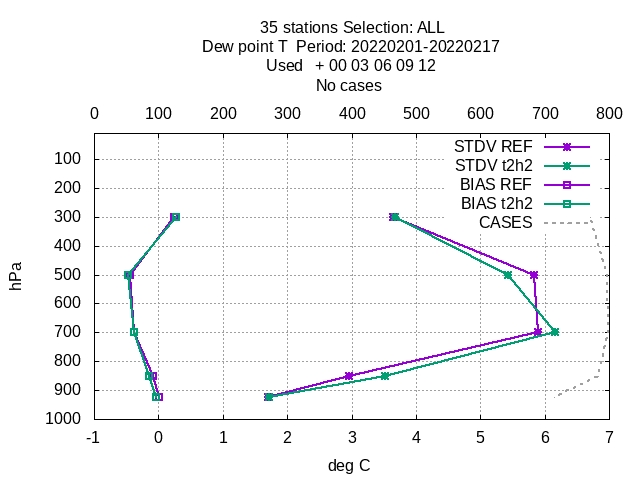 35 stations Selection: ALL
Dew point T  Period: 20220201-20220217
Used   + 00 03 06 09 12
No cases
0 100 200 300 400 500 600 700 800
STDV REF
STDV t2h2
BIAS REF
BIAS t2h2
CASES
100
200
300
400
500
600
700
800
900
1000
hPa
-1 0 1 2 3 4 5 6 7
deg C